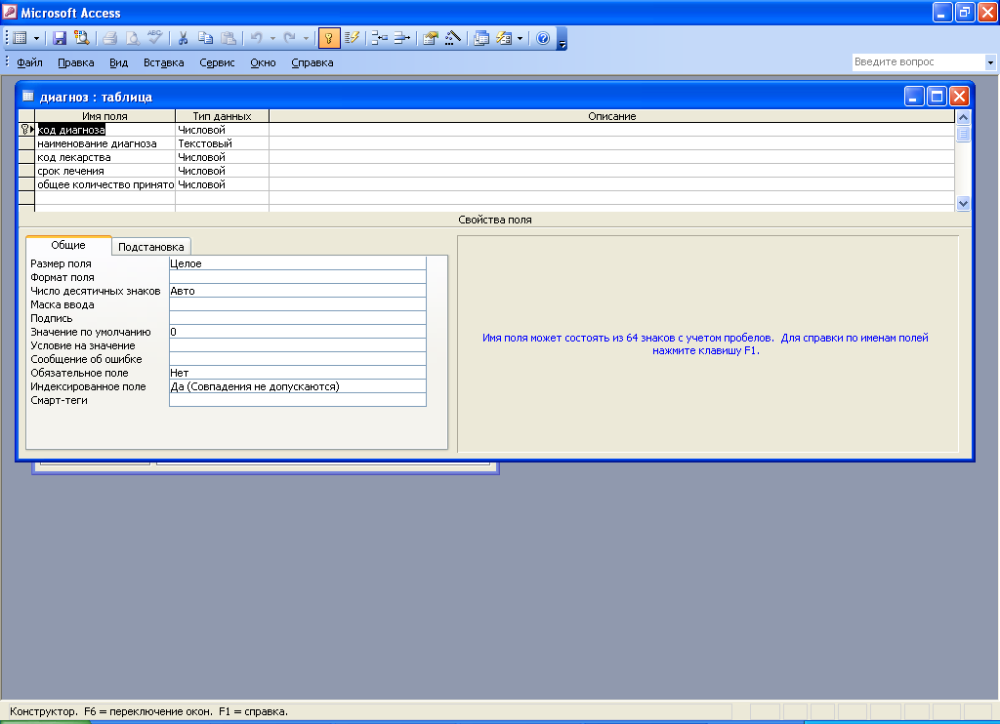 Microsoft Access
Файл Правка Вид Вставка Сервис Окно Справка Введите вопрос
диагноз : таблица
Имя поля Тип данных Описание
код диагноза Числовой
наименование диагноза Текстовый
код лекарства Числовой
срок лечения Числовой
общее количество принято Числовой
Свойства поля
Общие Подстановка
Размер поля Целое
Формат поля
Число десятичных знаков Авто
Маска ввода
Подпись
Значение по умолчанию 0
Условие на значение
Сообщение об ошибке
Обязательное поле Нет
Индексированное поле Да (Совпадения не допускаются)
Смарт-теги
Имя поля может состоять из 64 знаков с учетом пробелов. Для справки по именам полей
нажмите клавишу F1.
Конструктор. F6 = переключение окон. F1 = справка.